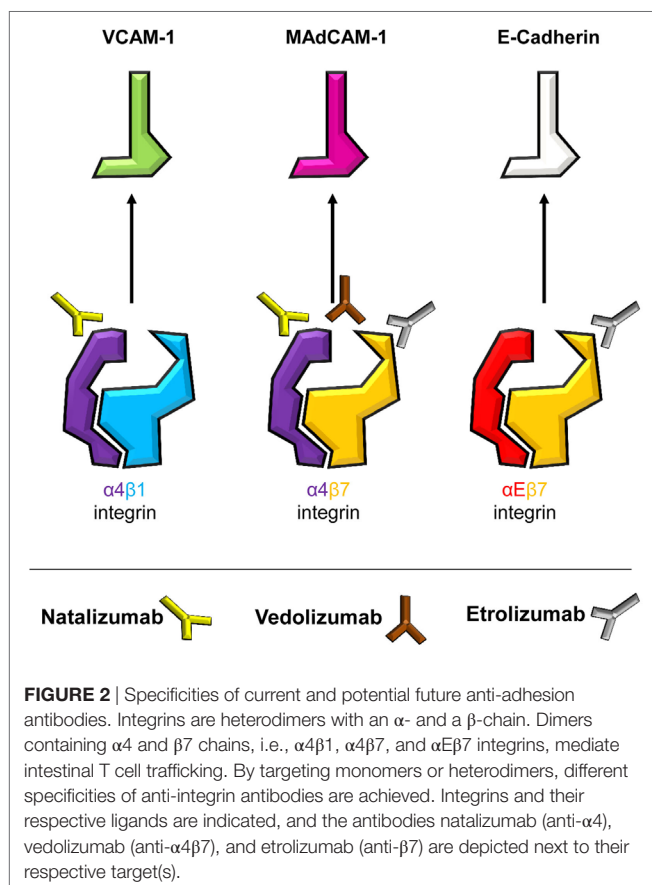 VCAM-1 MAdCAM-1 E-Cadherin
α4β1 α4β7 αEβ7
integrin integrin integrin
Natalizumab Vedolizumab Etrolizumab
FIGURE 2 | Specificities of current and potential future anti-adhesion
antibodies. Integrins are heterodimers with an α- and a β-chain. Dimers
containing α4 and β7 chains, i.e., α4β1, α4β7, and αEβ7 integrins, mediate
intestinal T cell trafficking. By targeting monomers or heterodimers, different
specificities of anti-integrin antibodies are achieved. Integrins and their
respective ligands are indicated, and the antibodies natalizumab (anti-α4),
vedolizumab (anti-α4β7), and etrolizumab (anti-β7) are depicted next to their
respective target(s).